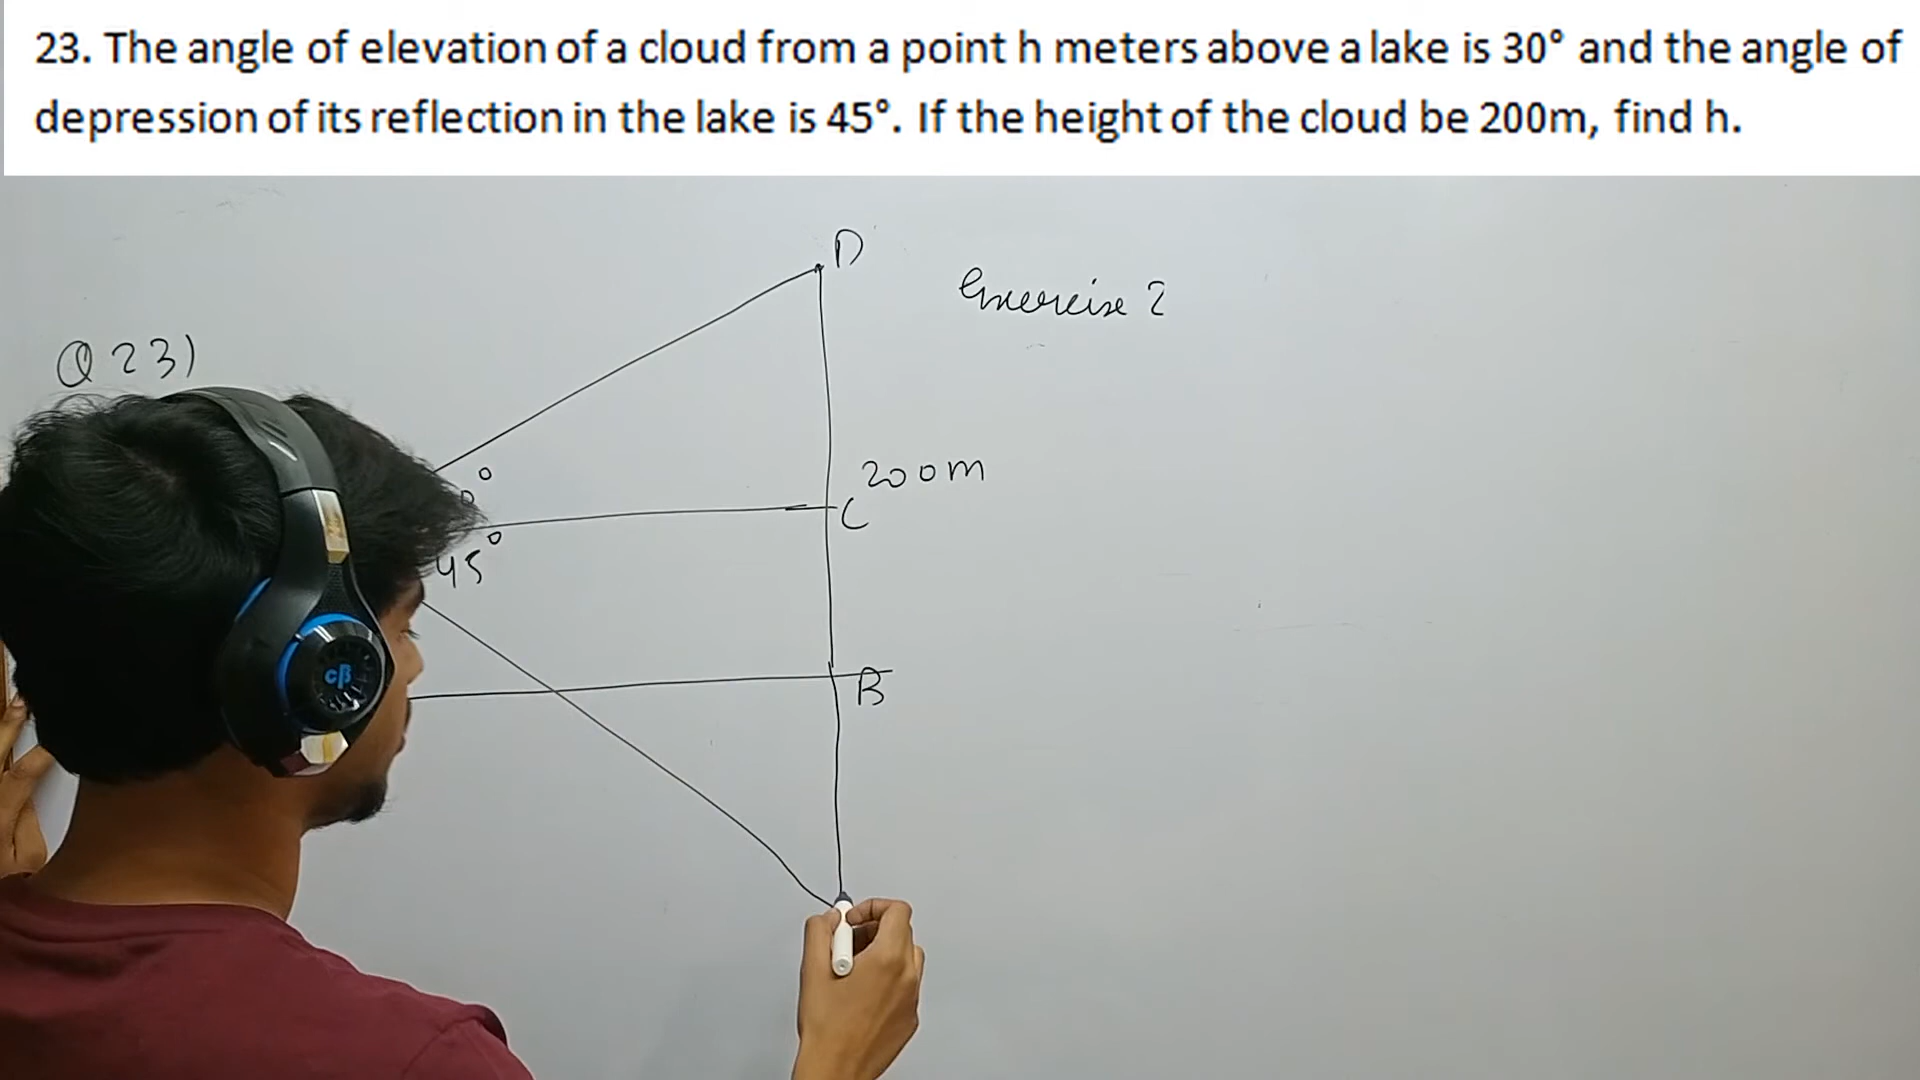 23. The angle of elevation of a cloud from a point h meters above a lake is 30° and the angle of
depression of its reflection in the lake is 45°. If the height of the cloud be 200m, find h.
D
Exercise 2
Q 23)
0°
200m
C
45°
B
cβ